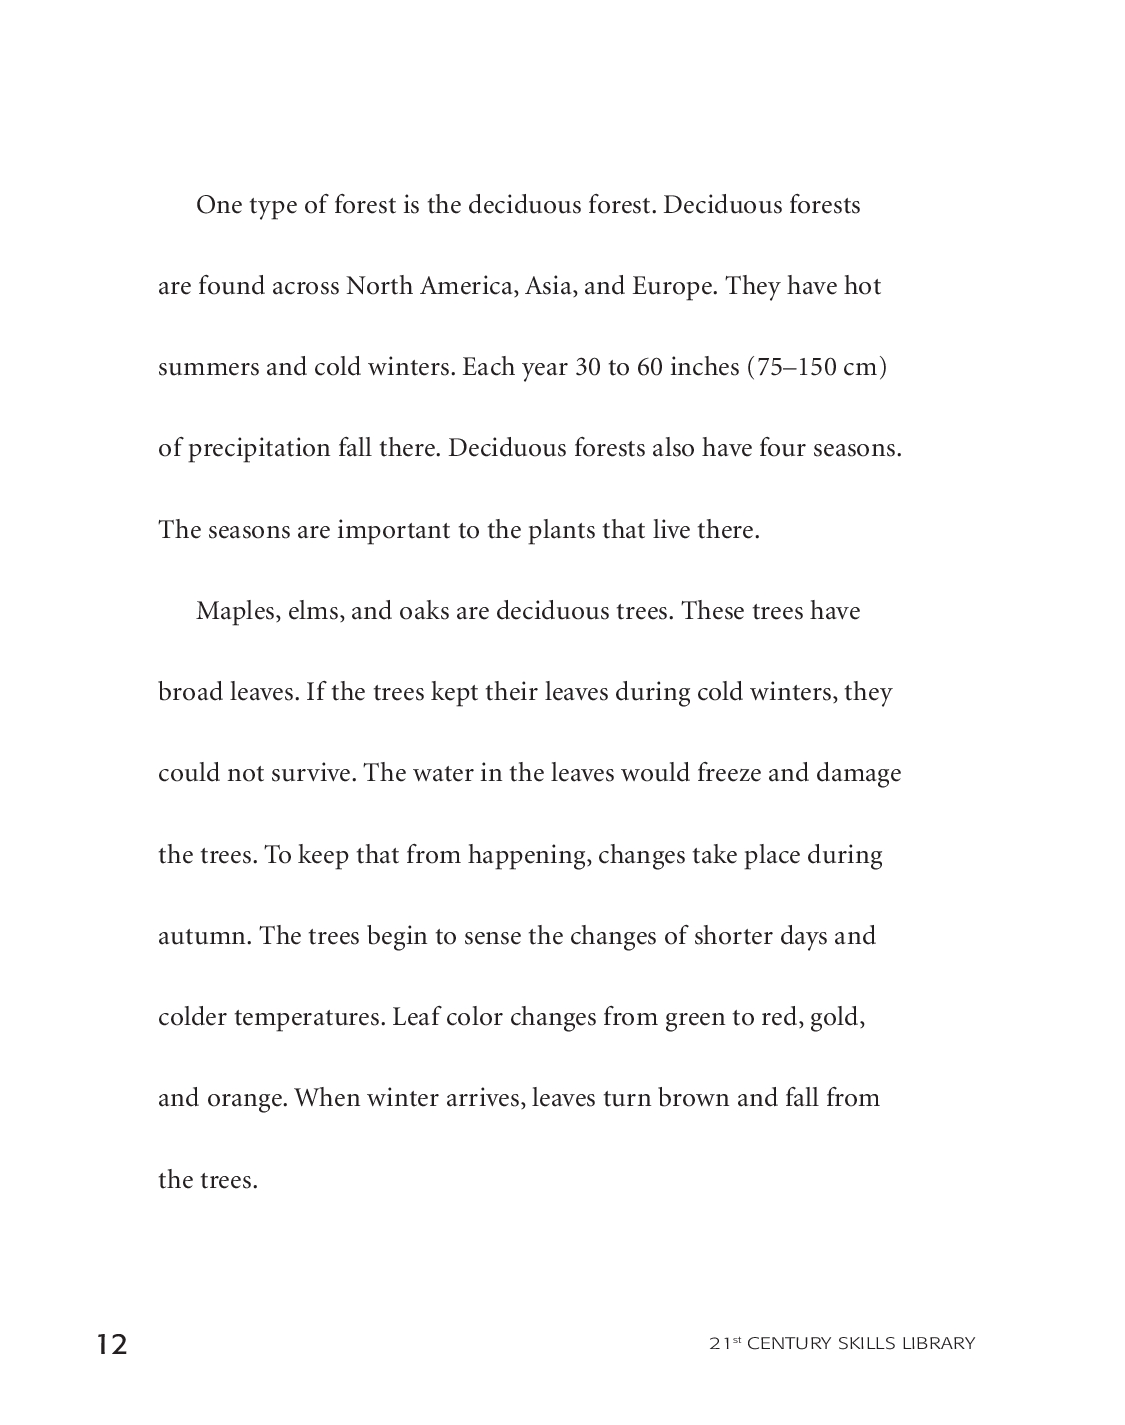 One type of forest is the deciduous forest. Deciduous forests
are found across North America, Asia, and Europe. They have hot
summers and cold winters. Each year 30 to 60 inches (75–150 cm)
of precipitation fall there. Deciduous forests also have four seasons.
The seasons are important to the plants that live there.
Maples, elms, and oaks are deciduous trees. These trees have
broad leaves. If the trees kept their leaves during cold winters, they
could not survive. The water in the leaves would freeze and damage
the trees. To keep that from happening, changes take place during
autumn. The trees begin to sense the changes of shorter days and
colder temperatures. Leaf color changes from green to red, gold,
and orange. When winter arrives, leaves turn brown and fall from
the trees.
12
21st CENTURY SKILLS LIBRARY